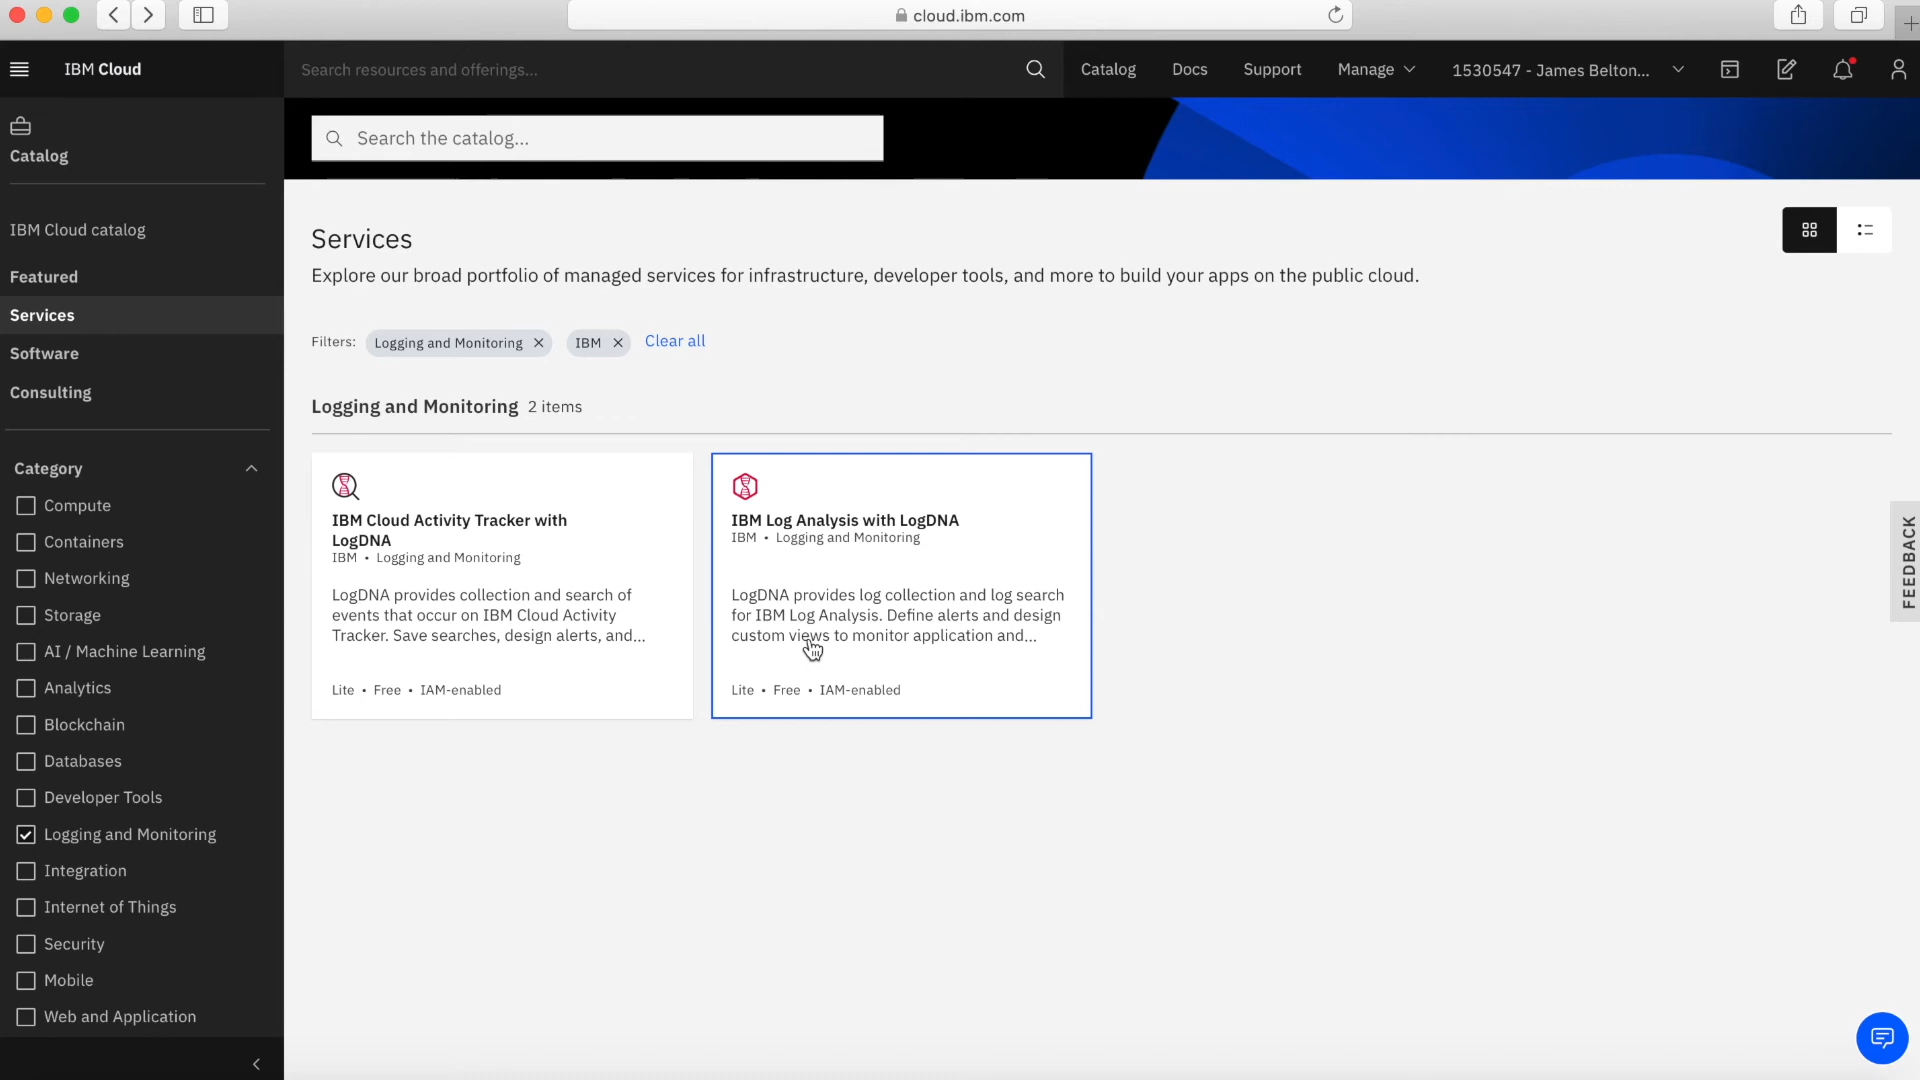 cloud.ibm.com
IBM Cloud
Search resources and offerings...
Catalog
Docs
Support
Manage
1530547 - James Belton...
Catalog
IBM Cloud catalog
Featured
Services
Software
Consulting
Category
Compute
Containers
Networking
Storage
AI / Machine Learning
Analytics
Blockchain
Databases
Developer Tools
Logging and Monitoring
Integration
Internet of Things
Security
Mobile
Web and Application
Search the catalog...
Services
Explore our broad portfolio of managed services for infrastructure, developer tools, and more to build your apps on the public cloud.
Filters: Logging and Monitoring IBM Clear all
Logging and Monitoring 2 items
IBM Cloud Activity Tracker with
LogDNA
IBM • Logging and Monitoring
LogDNA provides collection and search of
events that occur on IBM Cloud Activity
Tracker. Save searches, design alerts, and...
Lite • Free • IAM-enabled
IBM Log Analysis with LogDNA
IBM • Logging and Monitoring
LogDNA provides log collection and log search
for IBM Log Analysis. Define alerts and design
custom views to monitor application and...
Lite • Free • IAM-enabled
FEEDBACK